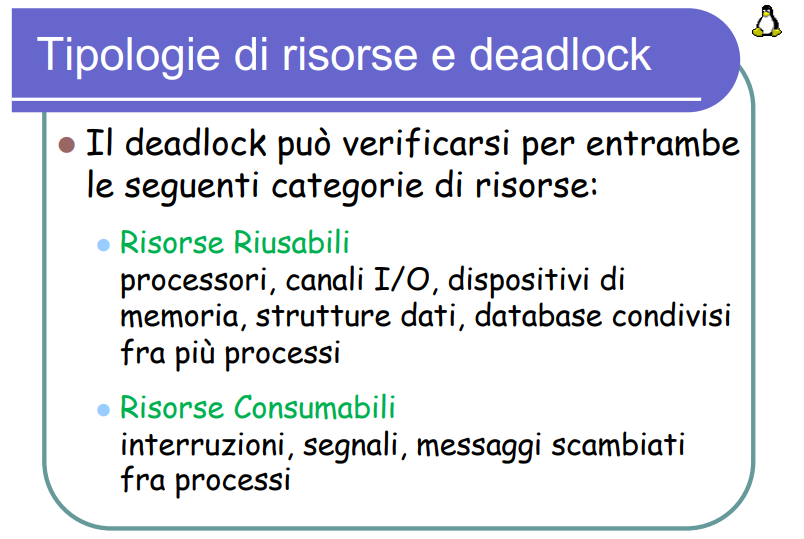 Tipologie di risorse e deadlock
Il deadlock può verificarsi per entrambe
le seguenti categorie di risorse:
Risorse Riusabili
processori, canali I/O, dispositivi di
memoria, strutture dati, database condivisi
fra più processi
Risorse Consumabili
interruzioni, segnali, messaggi scambiati
fra processi